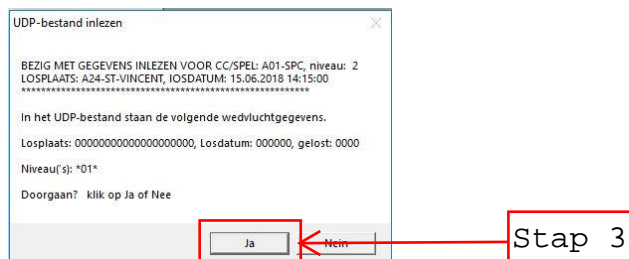 UDP-bestand inlezen
BEZIG MET GEGEVENS INLEZEN VOOR CC/SPEL: A01-SPC, niveau: 2
LOSPLAATS: A24-ST-VINCENT, lOSDATUM: 15.06.2018 14:15:00
**********************************************************
In het UDP-bestand staan de volgende wedvluchtgegevens.
Losplaats: 00000000000000000000, Losdatum: 000000, gelost: 0000
Niveau('s): *01*
Doorgaan? klik op Ja of Nee
Ja
Nein
Stap 3